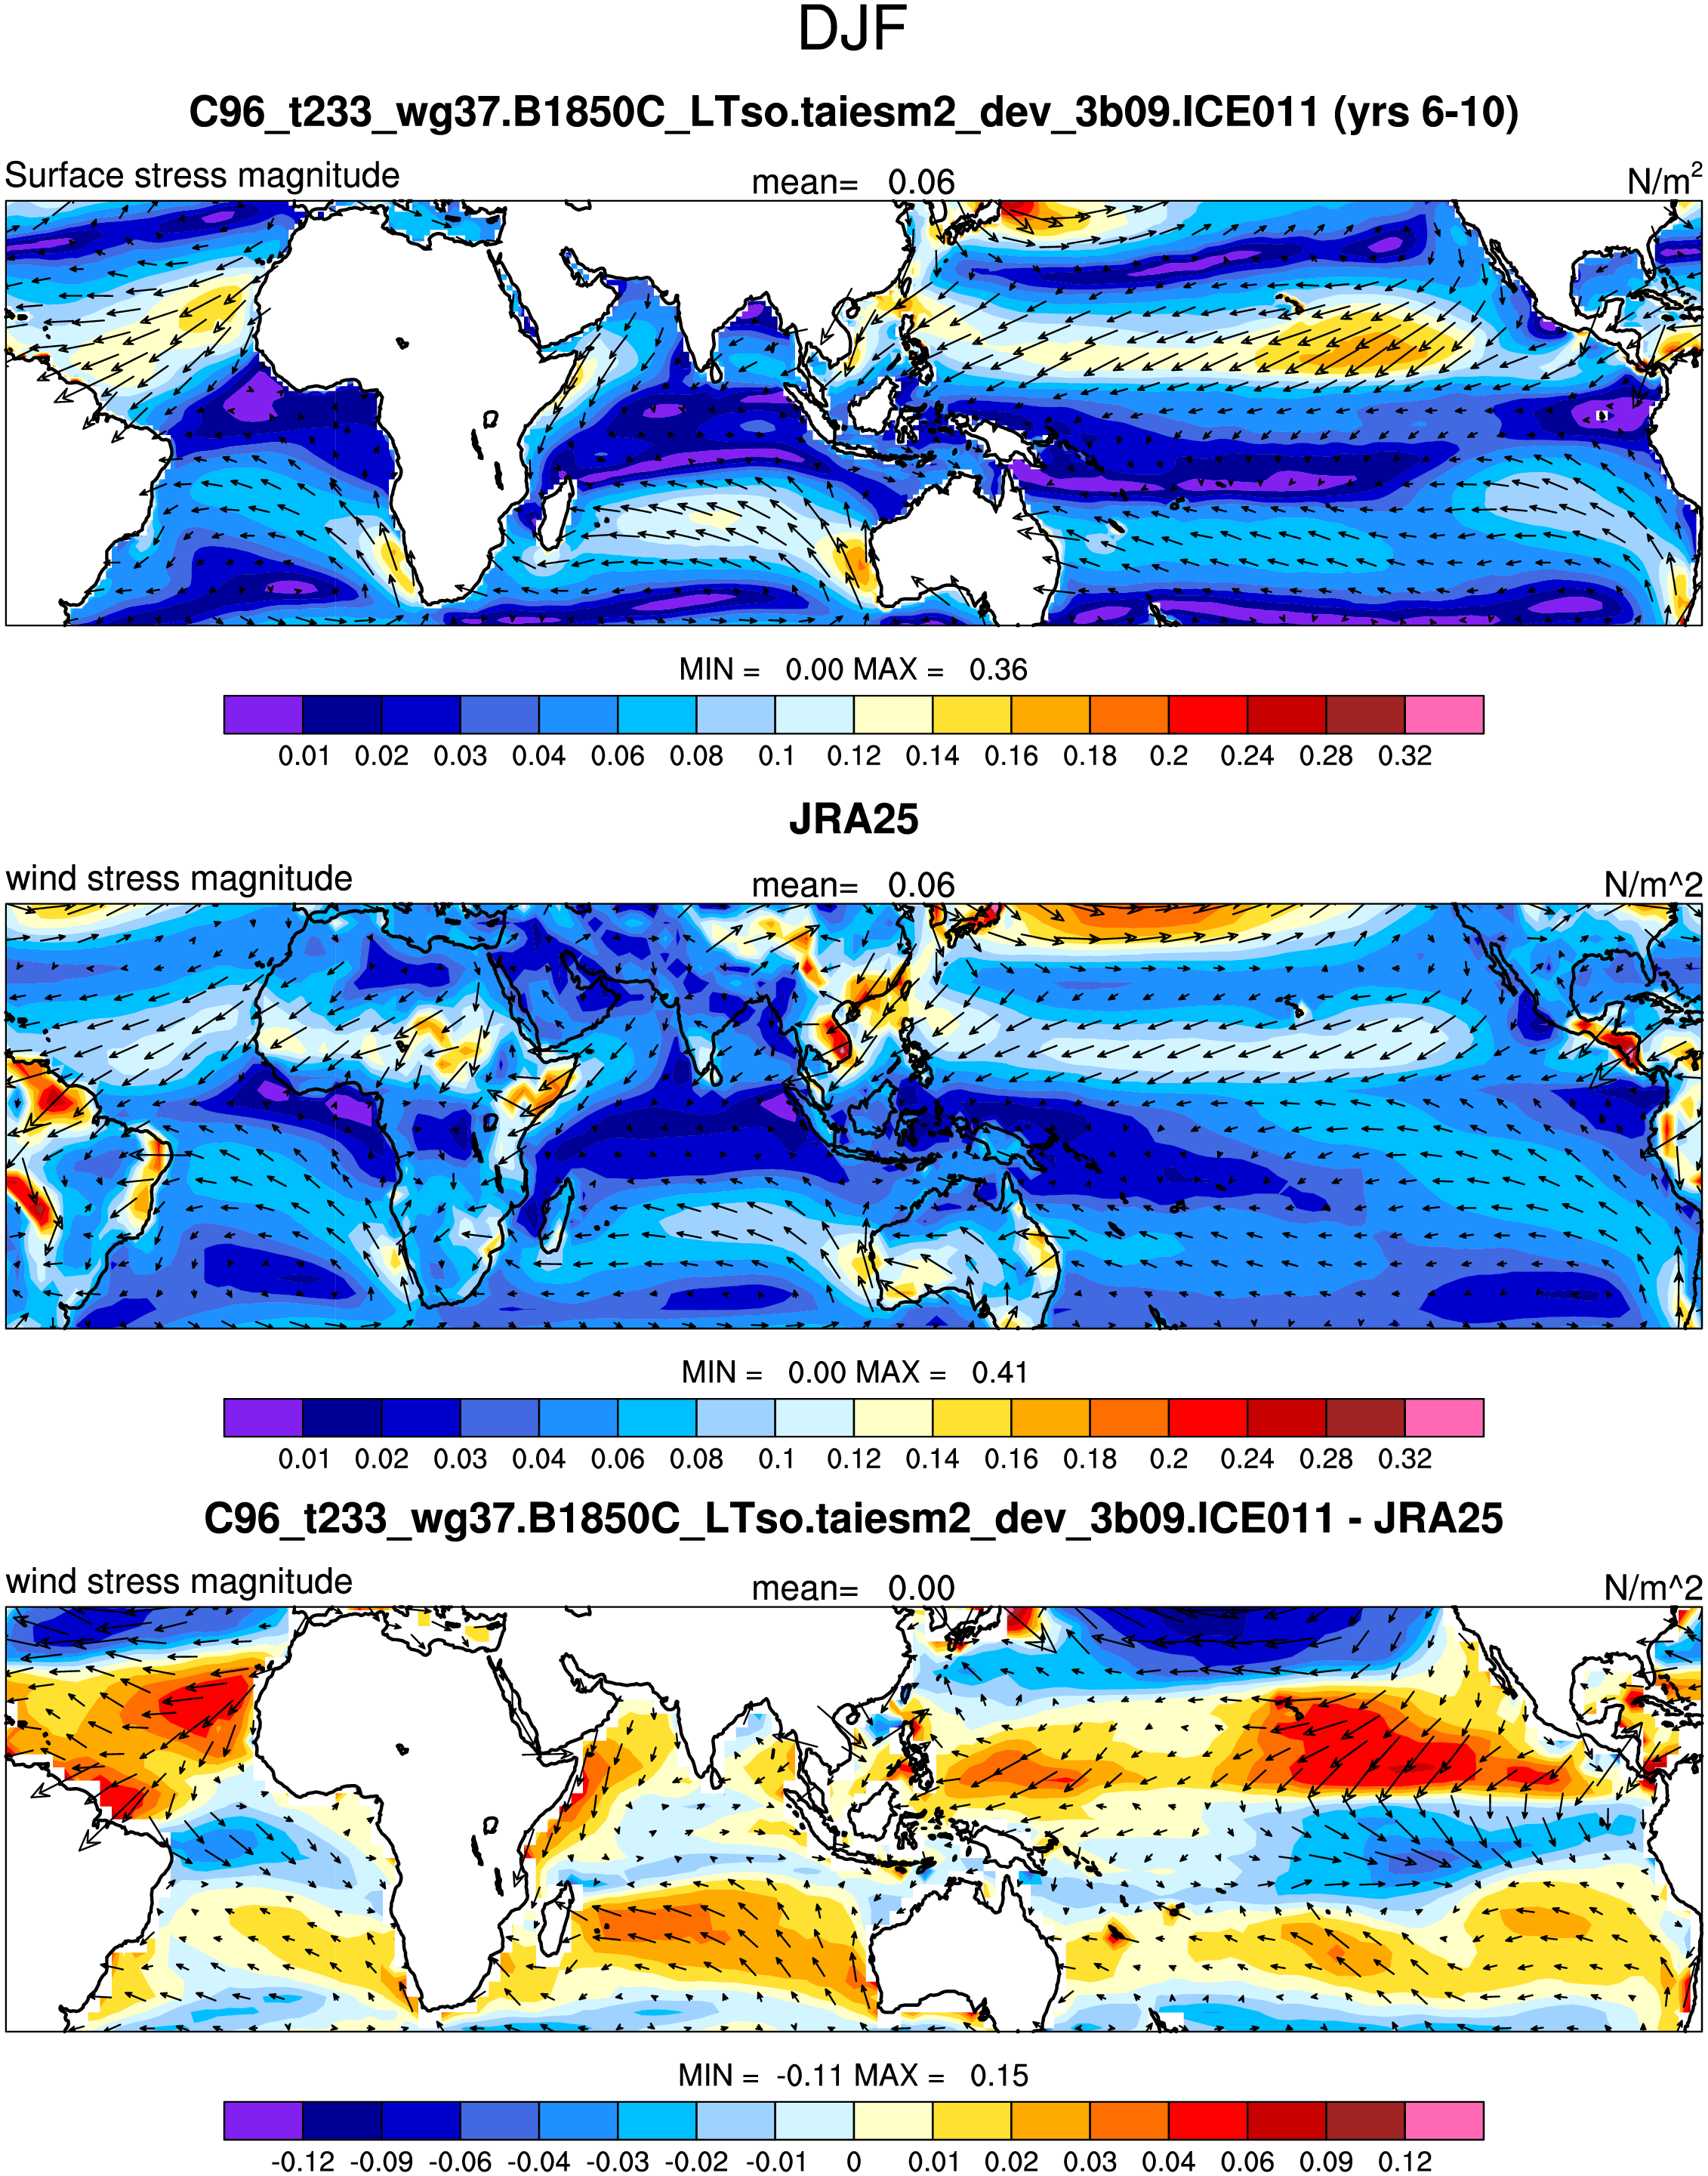 DJF
C96_t233_wg37.B1850C_LTso.taiesm2_dev_3b09.ICE011 (yrs 6-10)
Surface stress magnitude mean= 0.06 N/m2
MIN = 0.00 MAX = 0.36
0.01 0.02 0.03 0.04 0.06 0.08 0.1 0.12 0.14 0.16 0.18 0.2 0.24 0.28 0.32
JRA25
wind stress magnitude mean= 0.06 N/m^2
MIN = 0.00 MAX = 0.41
0.01 0.02 0.03 0.04 0.06 0.08 0.1 0.12 0.14 0.16 0.18 0.2 0.24 0.28 0.32
C96_t233_wg37.B1850C_LTso.taiesm2_dev_3b09.ICE011 - JRA25
wind stress magnitude mean= 0.00 N/m^2
MIN = -0.11 MAX = 0.15
-0.12 -0.09 -0.06 -0.04 -0.03 -0.02 -0.01 0 0.01 0.02 0.03 0.04 0.06 0.09 0.12